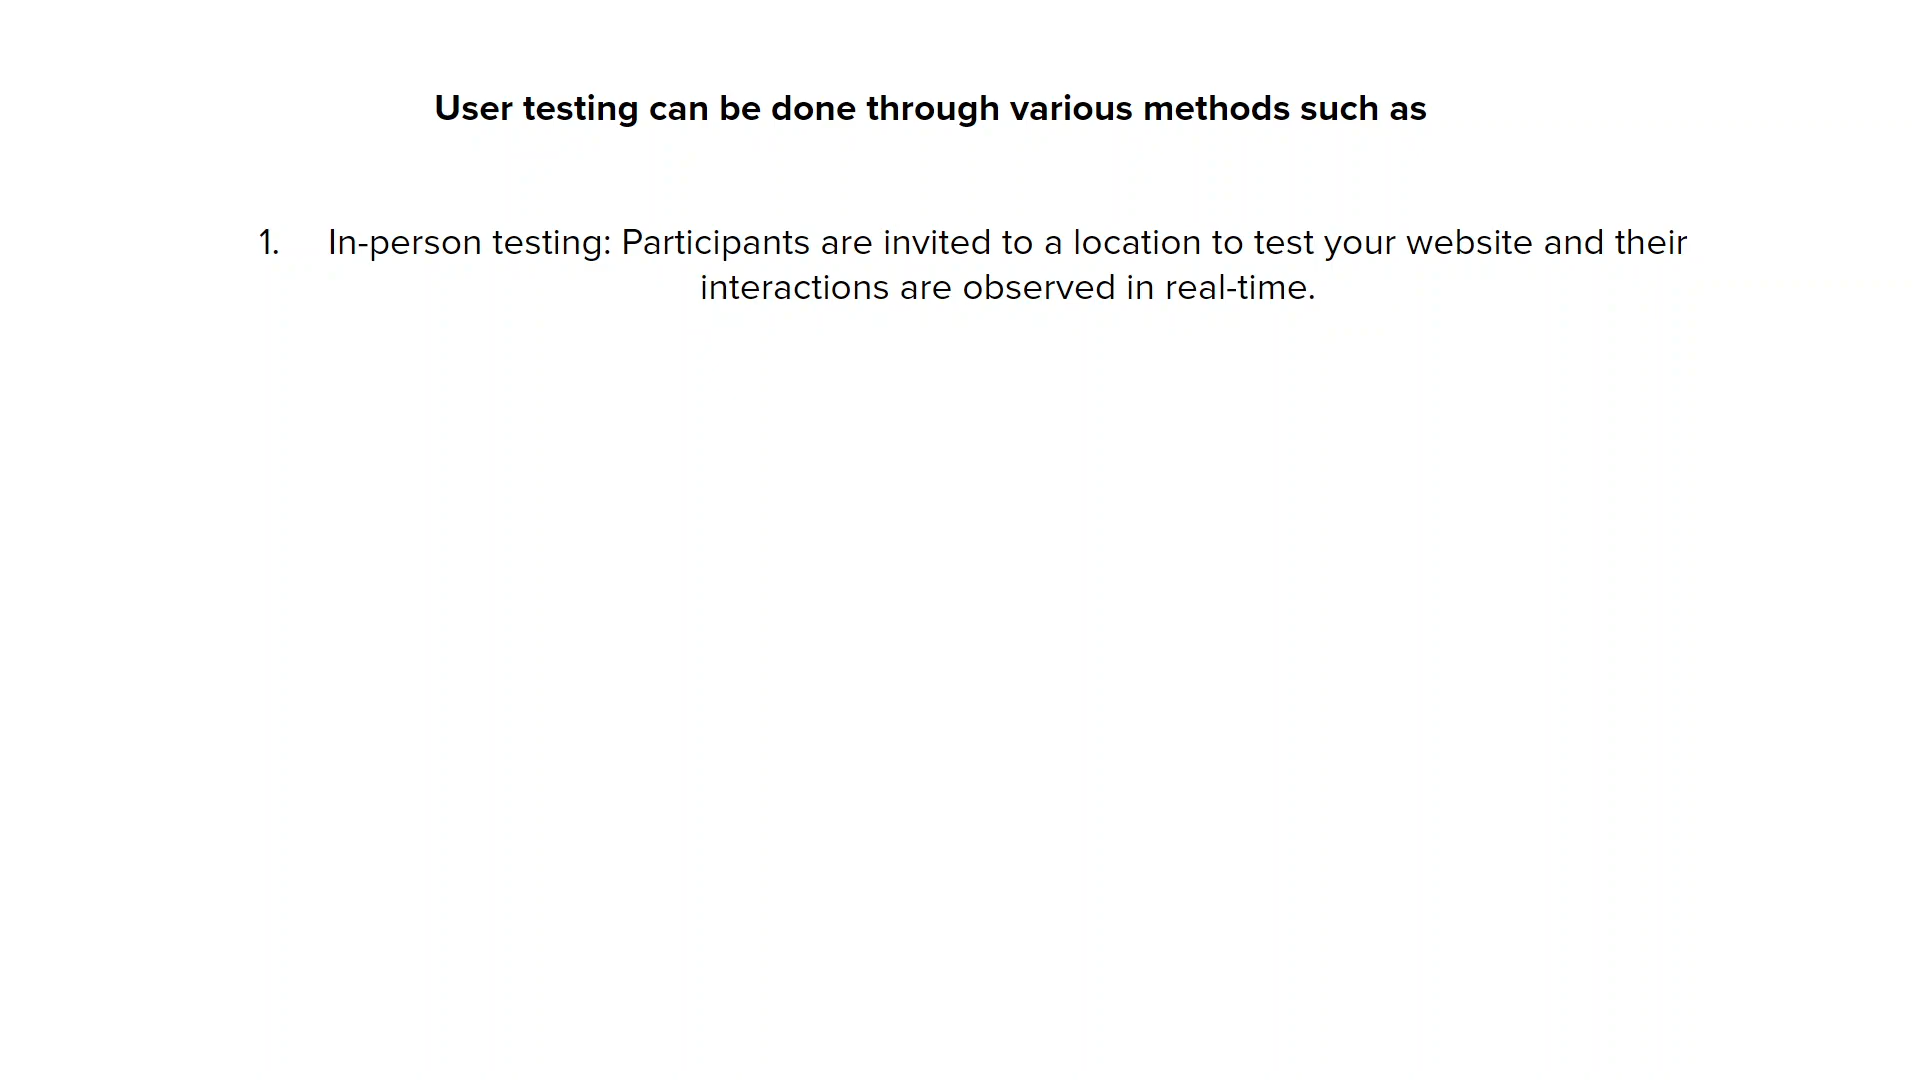 User testing can be done through various methods such as
1. In-person testing: Participants are invited to a location to test your website and their
interactions are observed in real-time.